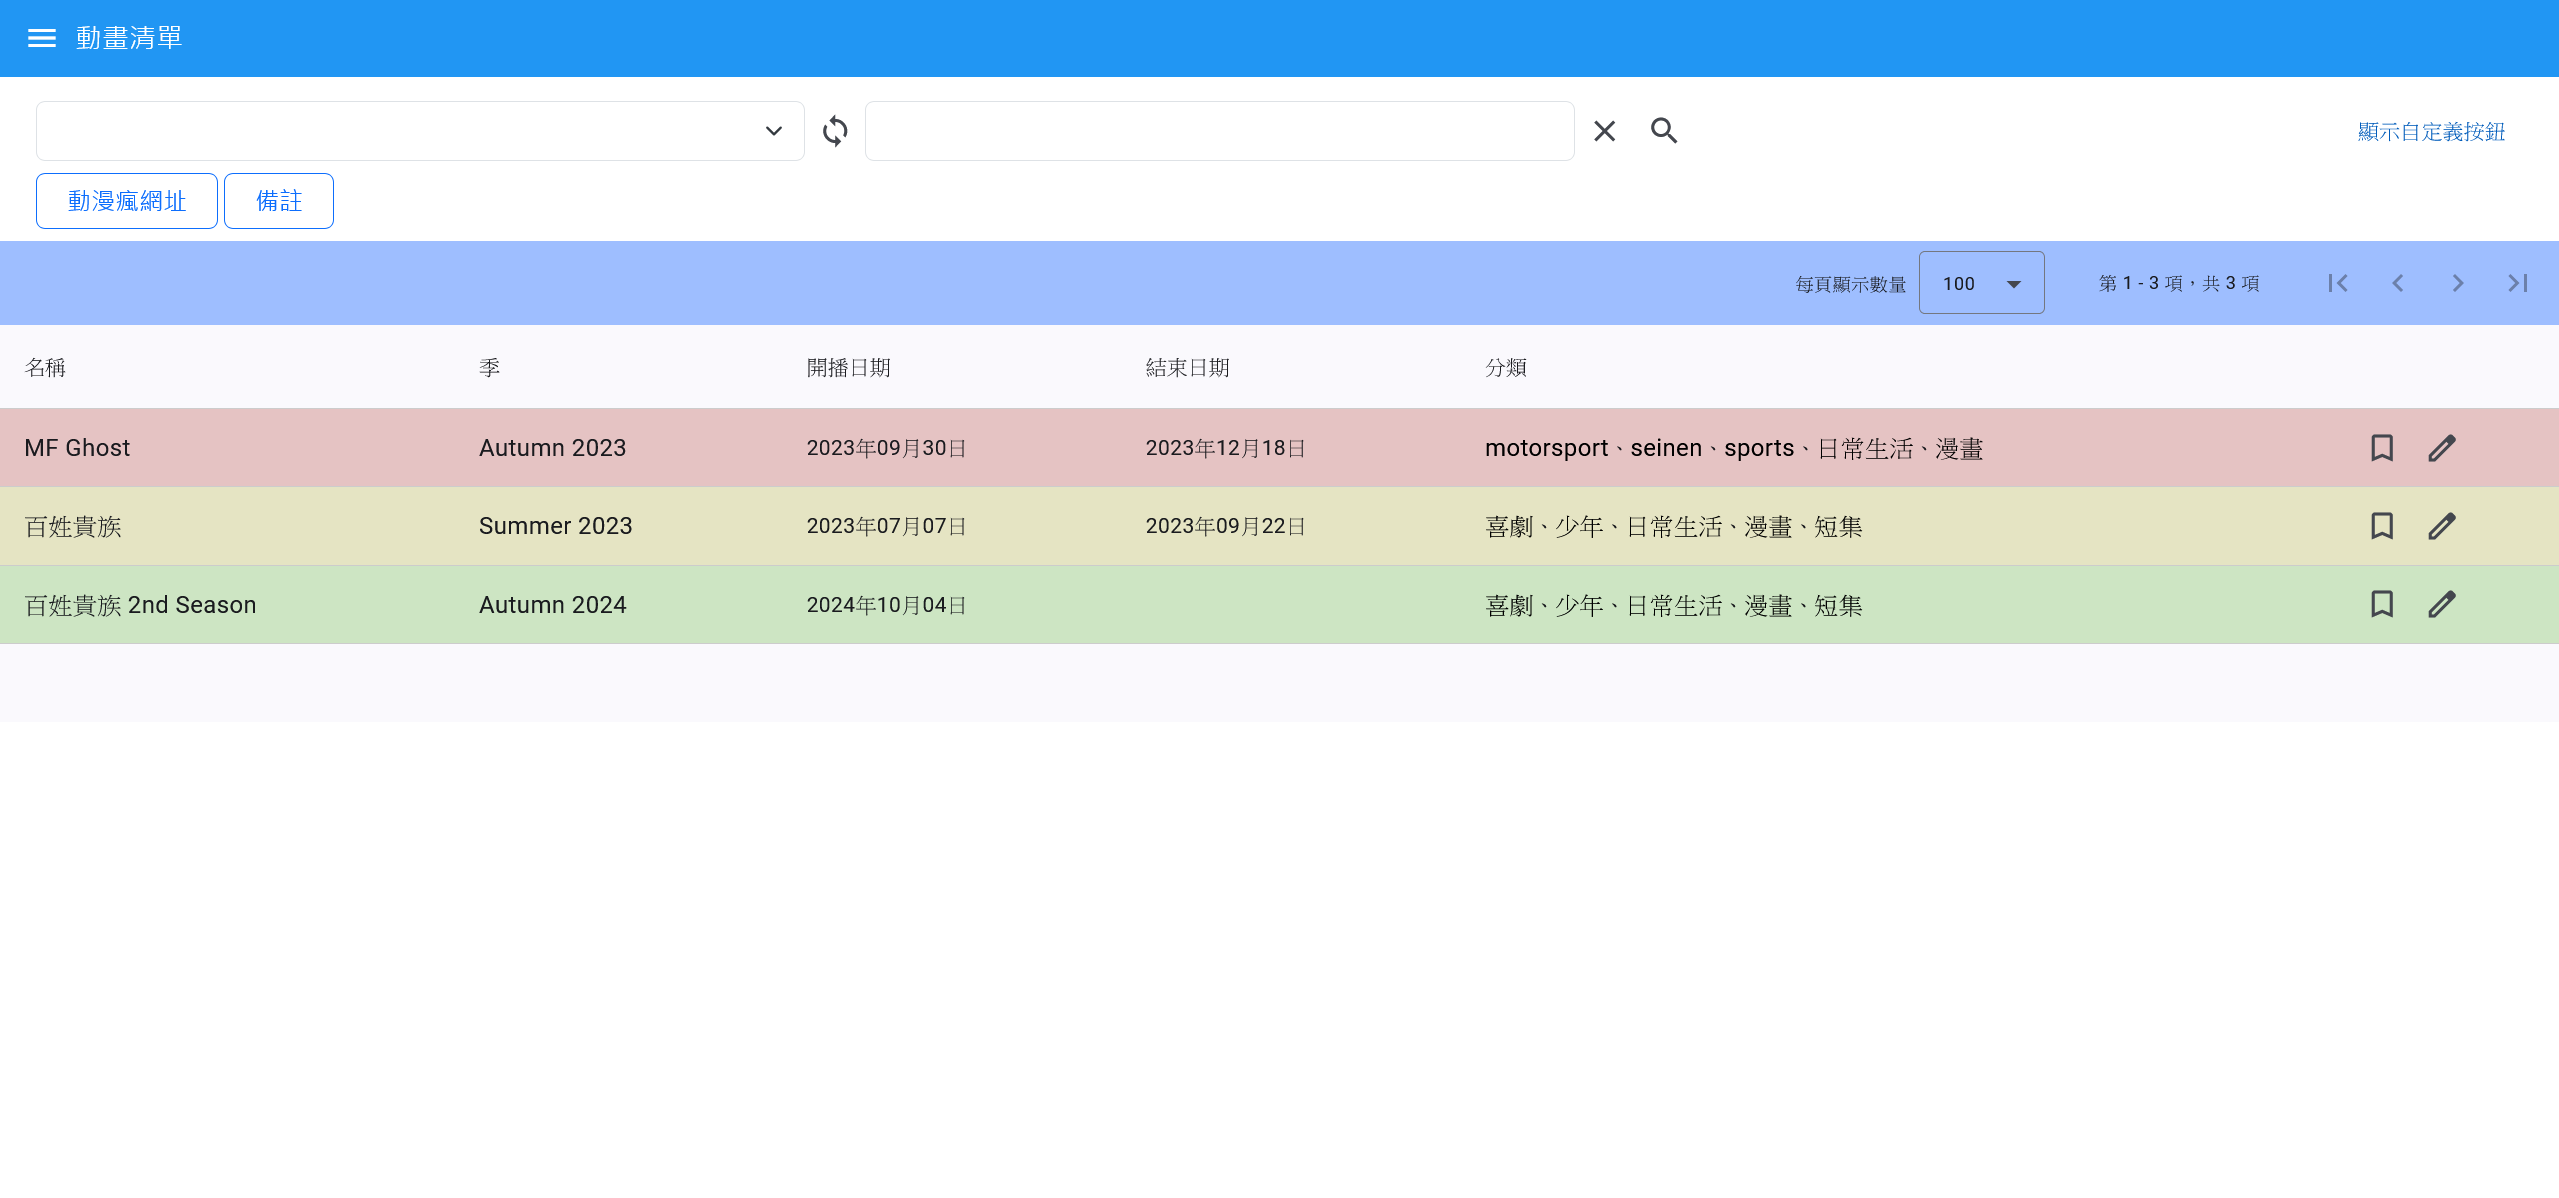 動畫清單
顯示自定義按鈕
動漫瘋網址 備註
每頁顯示數量 100 第 1 - 3 項，共 3 項
名稱 季 開播日期 結束日期 分類
MF Ghost Autumn 2023 2023年09月30日 2023年12月18日 motorsport、seinen、sports、日常生活、漫畫
百姓貴族 Summer 2023 2023年07月07日 2023年09月22日 喜劇、少年、日常生活、漫畫、短集
百姓貴族 2nd Season Autumn 2024 2024年10月04日 喜劇、少年、日常生活、漫畫、短集